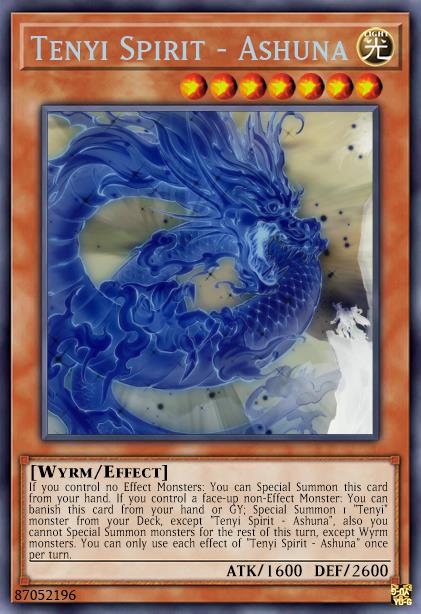 Tenyi Spirit - Ashuna
LIGHT
光
[Wyrm/Effect]
If you control no Effect Monsters: You can Special Summon this card
from your hand. If you control a face-up non-Effect Monster: You can
banish this card from your hand or GY; Special Summon 1 "Tenyi"
monster from your Deck, except "Tenyi Spirit - Ashuna", also you
cannot Special Summon monsters for the rest of this turn, except Wyrm
monsters. You can only use each effect of "Tenyi Spirit - Ashuna" once
per turn.
ATK/1600 DEF/2600
87052196